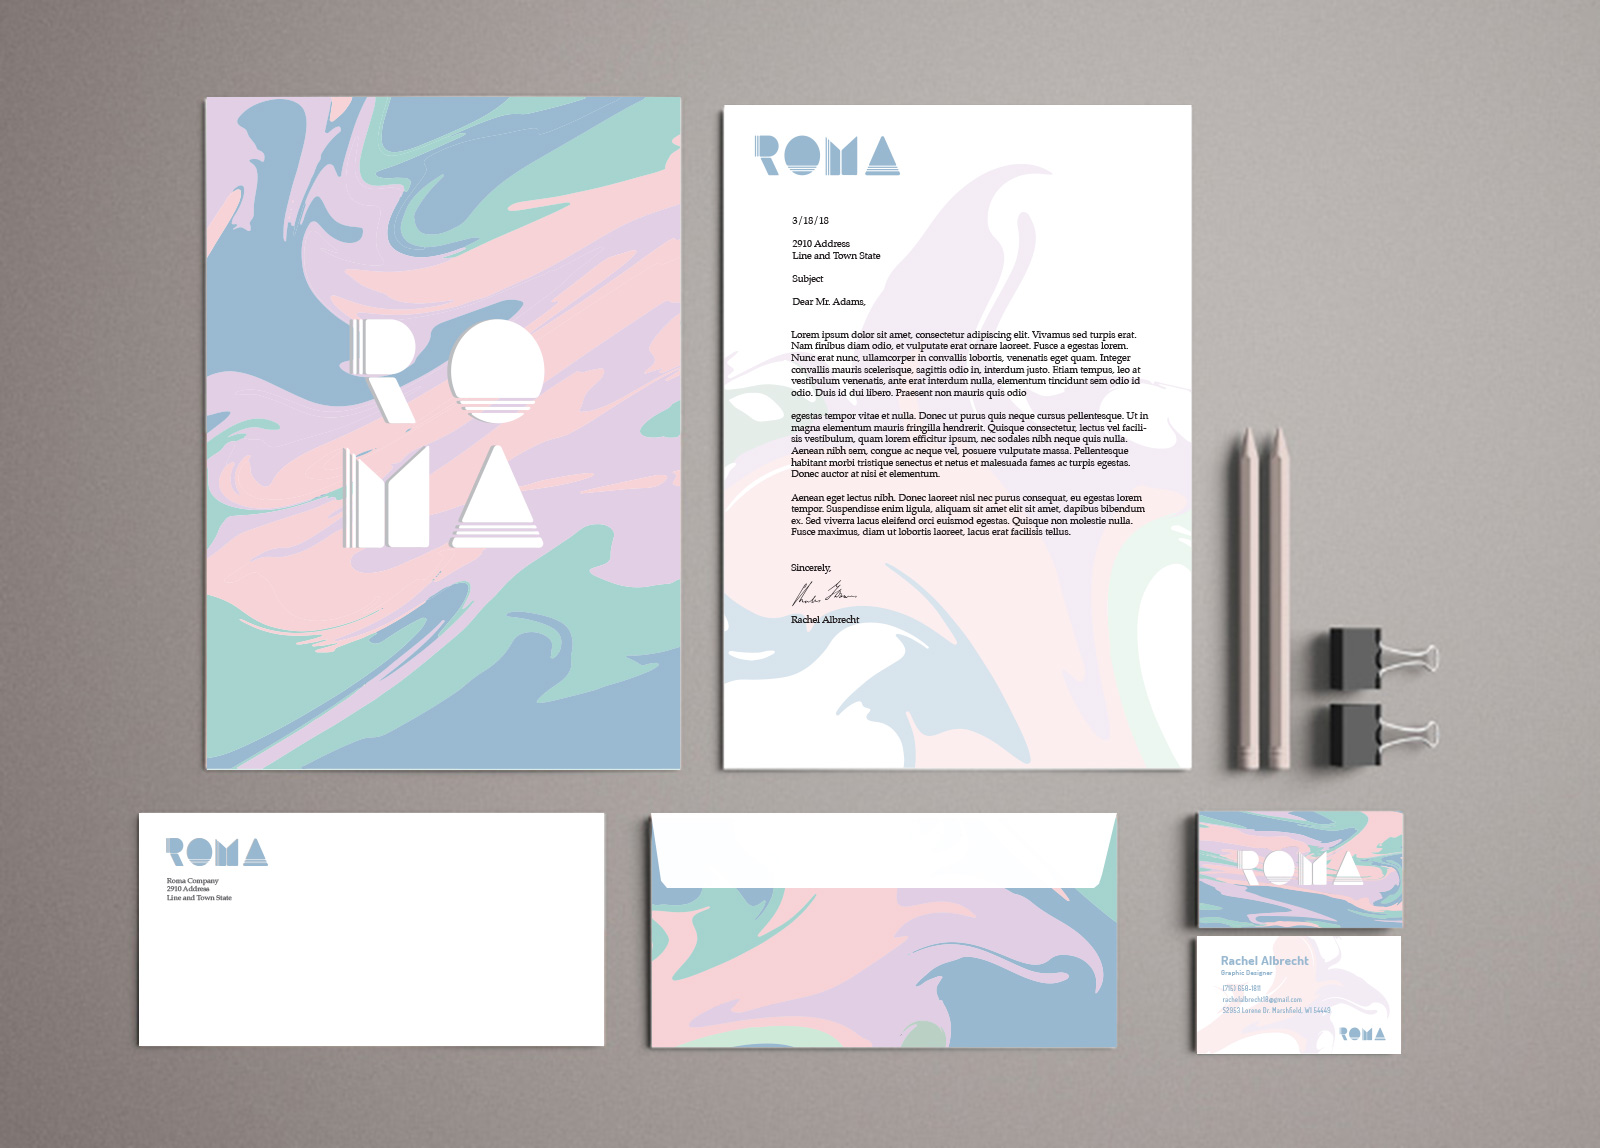 RO
MA
ROMA
3/18/18
2910 Address
Line and Town State
Subject
Dear Mr. Adams,
Lorem ipsum dolor sit amet, consectetur adipiscing elit. Vivamus sed turpis erat.
Nam finibus diam odio, et vulputate erat ornare laoreet. Fusce a egestas lorem.
Nunc erat nunc, ullamcorper in convallis lobortis, venenatis eget quam. Integer
convallis mauris scelerisque, sagittis odio in, interdum justo. Etiam tempus, leo at
vestibulum venenatis, ante erat interdum nulla, elementum tincidunt sem odio id
odio. Duis id dui libero. Praesent non mauris quis odio
egestas tempor vitae et nulla. Donec ut purus quis neque cursus pellentesque. Ut in
magna elementum mauris fringilla hendrerit. Quisque consectetur, lectus vel facili-
sis vestibulum, quam lorem efficitur ipsum, nec sodales nibh neque quis nulla.
Aenean nibh sem, congue ac neque vel, posuere vulputate massa. Pellentesque
habitant morbi tristique senectus et netus et malesuada fames ac turpis egestas.
Donec auctor at nisi et elementum.
Aenean eget lectus nibh. Donec laoreet nisl nec purus consequat, eu egestas lorem
tempor. Suspendisse enim ligula, aliquam sit amet elit sit amet, dapibus bibendum
ex. Sed viverra lacus eleifend orci euismod egestas. Quisque non molestie nulla.
Fusce maximus, diam ut lobortis laoreet, lacus erat facilisis tellus.
Sincerely,
Rachel Albrecht
ROMA
Roma Company
2910 Address
Line and Town State
ROMA
Rachel Albrecht
Graphic Designer
(715) 650-1811
rachelalbrecht18@gmail.com
S2953 Lorene Dr. Marshfield, WI 54449
ROMA